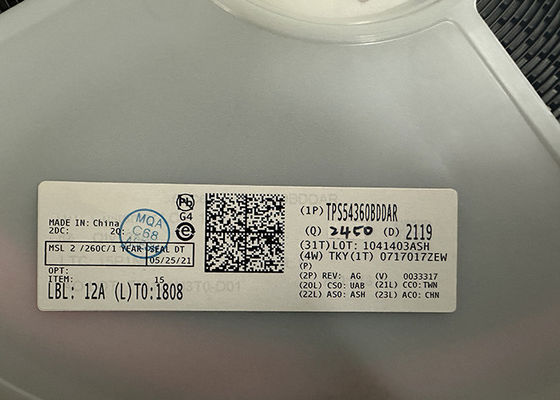 Pb
G4
MADE IN: China
2DC: 2Q:
MQA
C68
MSL 2 /260C/1 YEAR SEAL DT
05/25/21
OPT:
ITEM: 15
LBL: 12A (L)TO:1808
(1P) TPS54360BDDAR
(Q) 2450 (D) 2119
(31T)LOT: 1041403ASH
(4W) TKY(1T) 0717017ZEW
(P)
(2P) REV: AG (V) 0033317
(20L) CSO: UAB (21L) CCO:TWN
(22L) ASO: ASH (23L) ACO: CHN